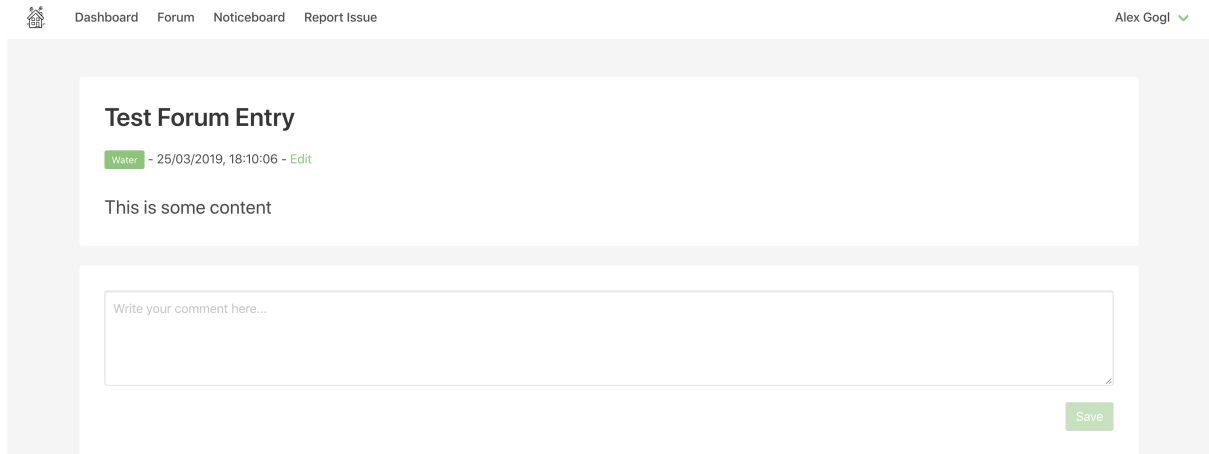 Dashboard Forum Noticeboard Report Issue Alex Gogl
Test Forum Entry
Water - 25/03/2019, 18:10:06 - Edit
This is some content
Write your comment here...
Save